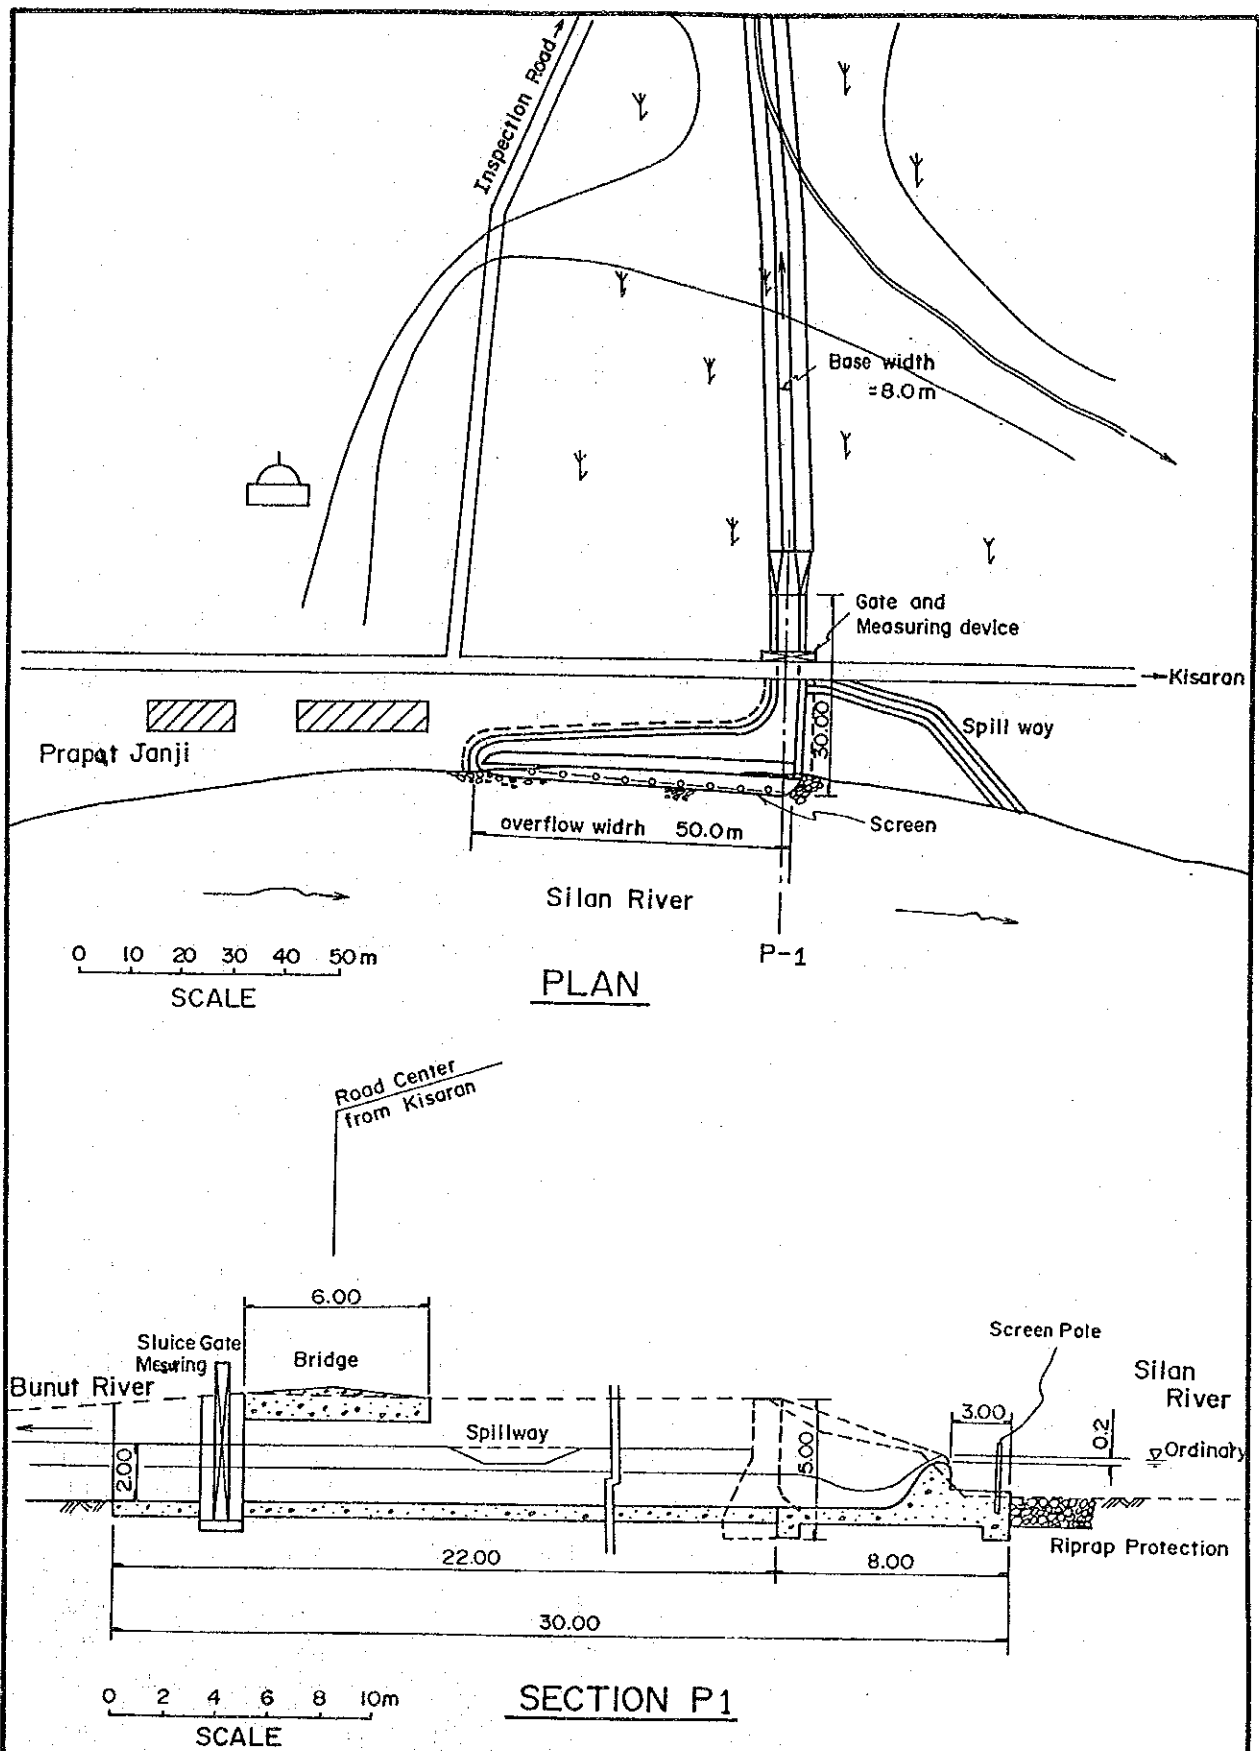 Inspection Road
Base width
=8.0m
Gate and
Measuring device
Kisaran
30.00
Spill way
Prapat Janji
Screen
overflow widrh 50.0m
Silan River
P-1
0 10 20 30 40 50m
SCALE
PLAN
Road Center
from Kisaran
6.00
Sluice Gate
Mesuring
Bridge
Screen Pole
Bunut River
Silan
River
3.00
0.2
Spillway
5.00
Ordinary
2.00
22.00
8.00
Riprap Protection
30.00
0 2 4 6 8 10m
SCALE
SECTION P1